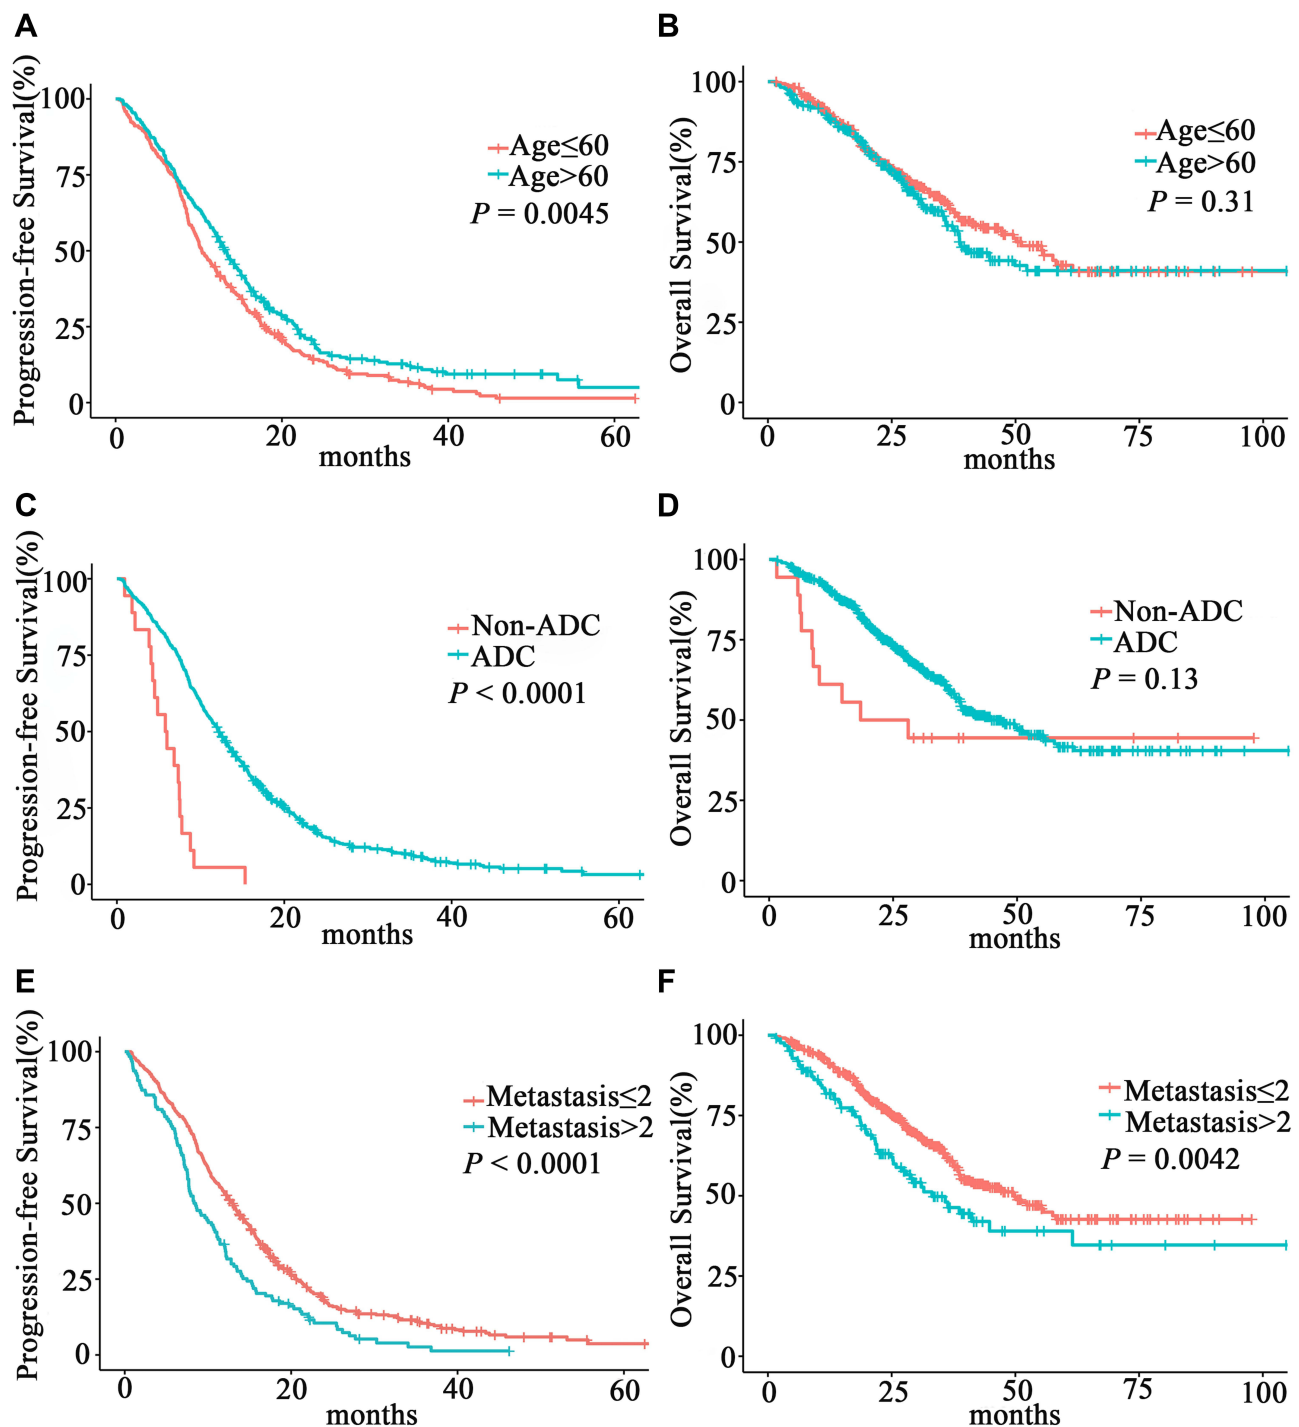 A
Progression-free Survival(%)
100
75
50
25
0
Age≤60
Age>60
P = 0.0045
0 20 40 60
months
B
Overall Survival(%)
100
75
50
25
0
Age≤60
Age>60
P = 0.31
0 25 50 75 100
months
C
Progression-free Survival(%)
100
75
50
25
0
Non-ADC
ADC
P < 0.0001
0 20 40 60
months
D
Overall Survival(%)
100
75
50
25
0
Non-ADC
ADC
P = 0.13
0 25 50 75 100
months
E
Progression-free Survival(%)
100
75
50
25
0
Metastasis≤2
Metastasis>2
P < 0.0001
0 20 40 60
months
F
Overall Survival(%)
100
75
50
25
0
Metastasis≤2
Metastasis>2
P = 0.0042
0 25 50 75 100
months